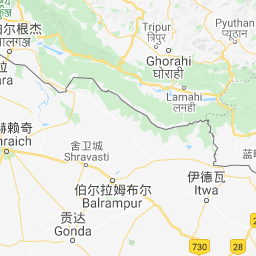 Tripur
त्रिपुर
Pyuthan
प्यूठान
伯尔根杰
Ghorahi
घोराही
Lamahi
लमही
赫赖奇
舍卫城
Shravasti
伯尔拉姆布尔
Balrampur
伊德瓦
Itwa
贡达
Gonda
730
28